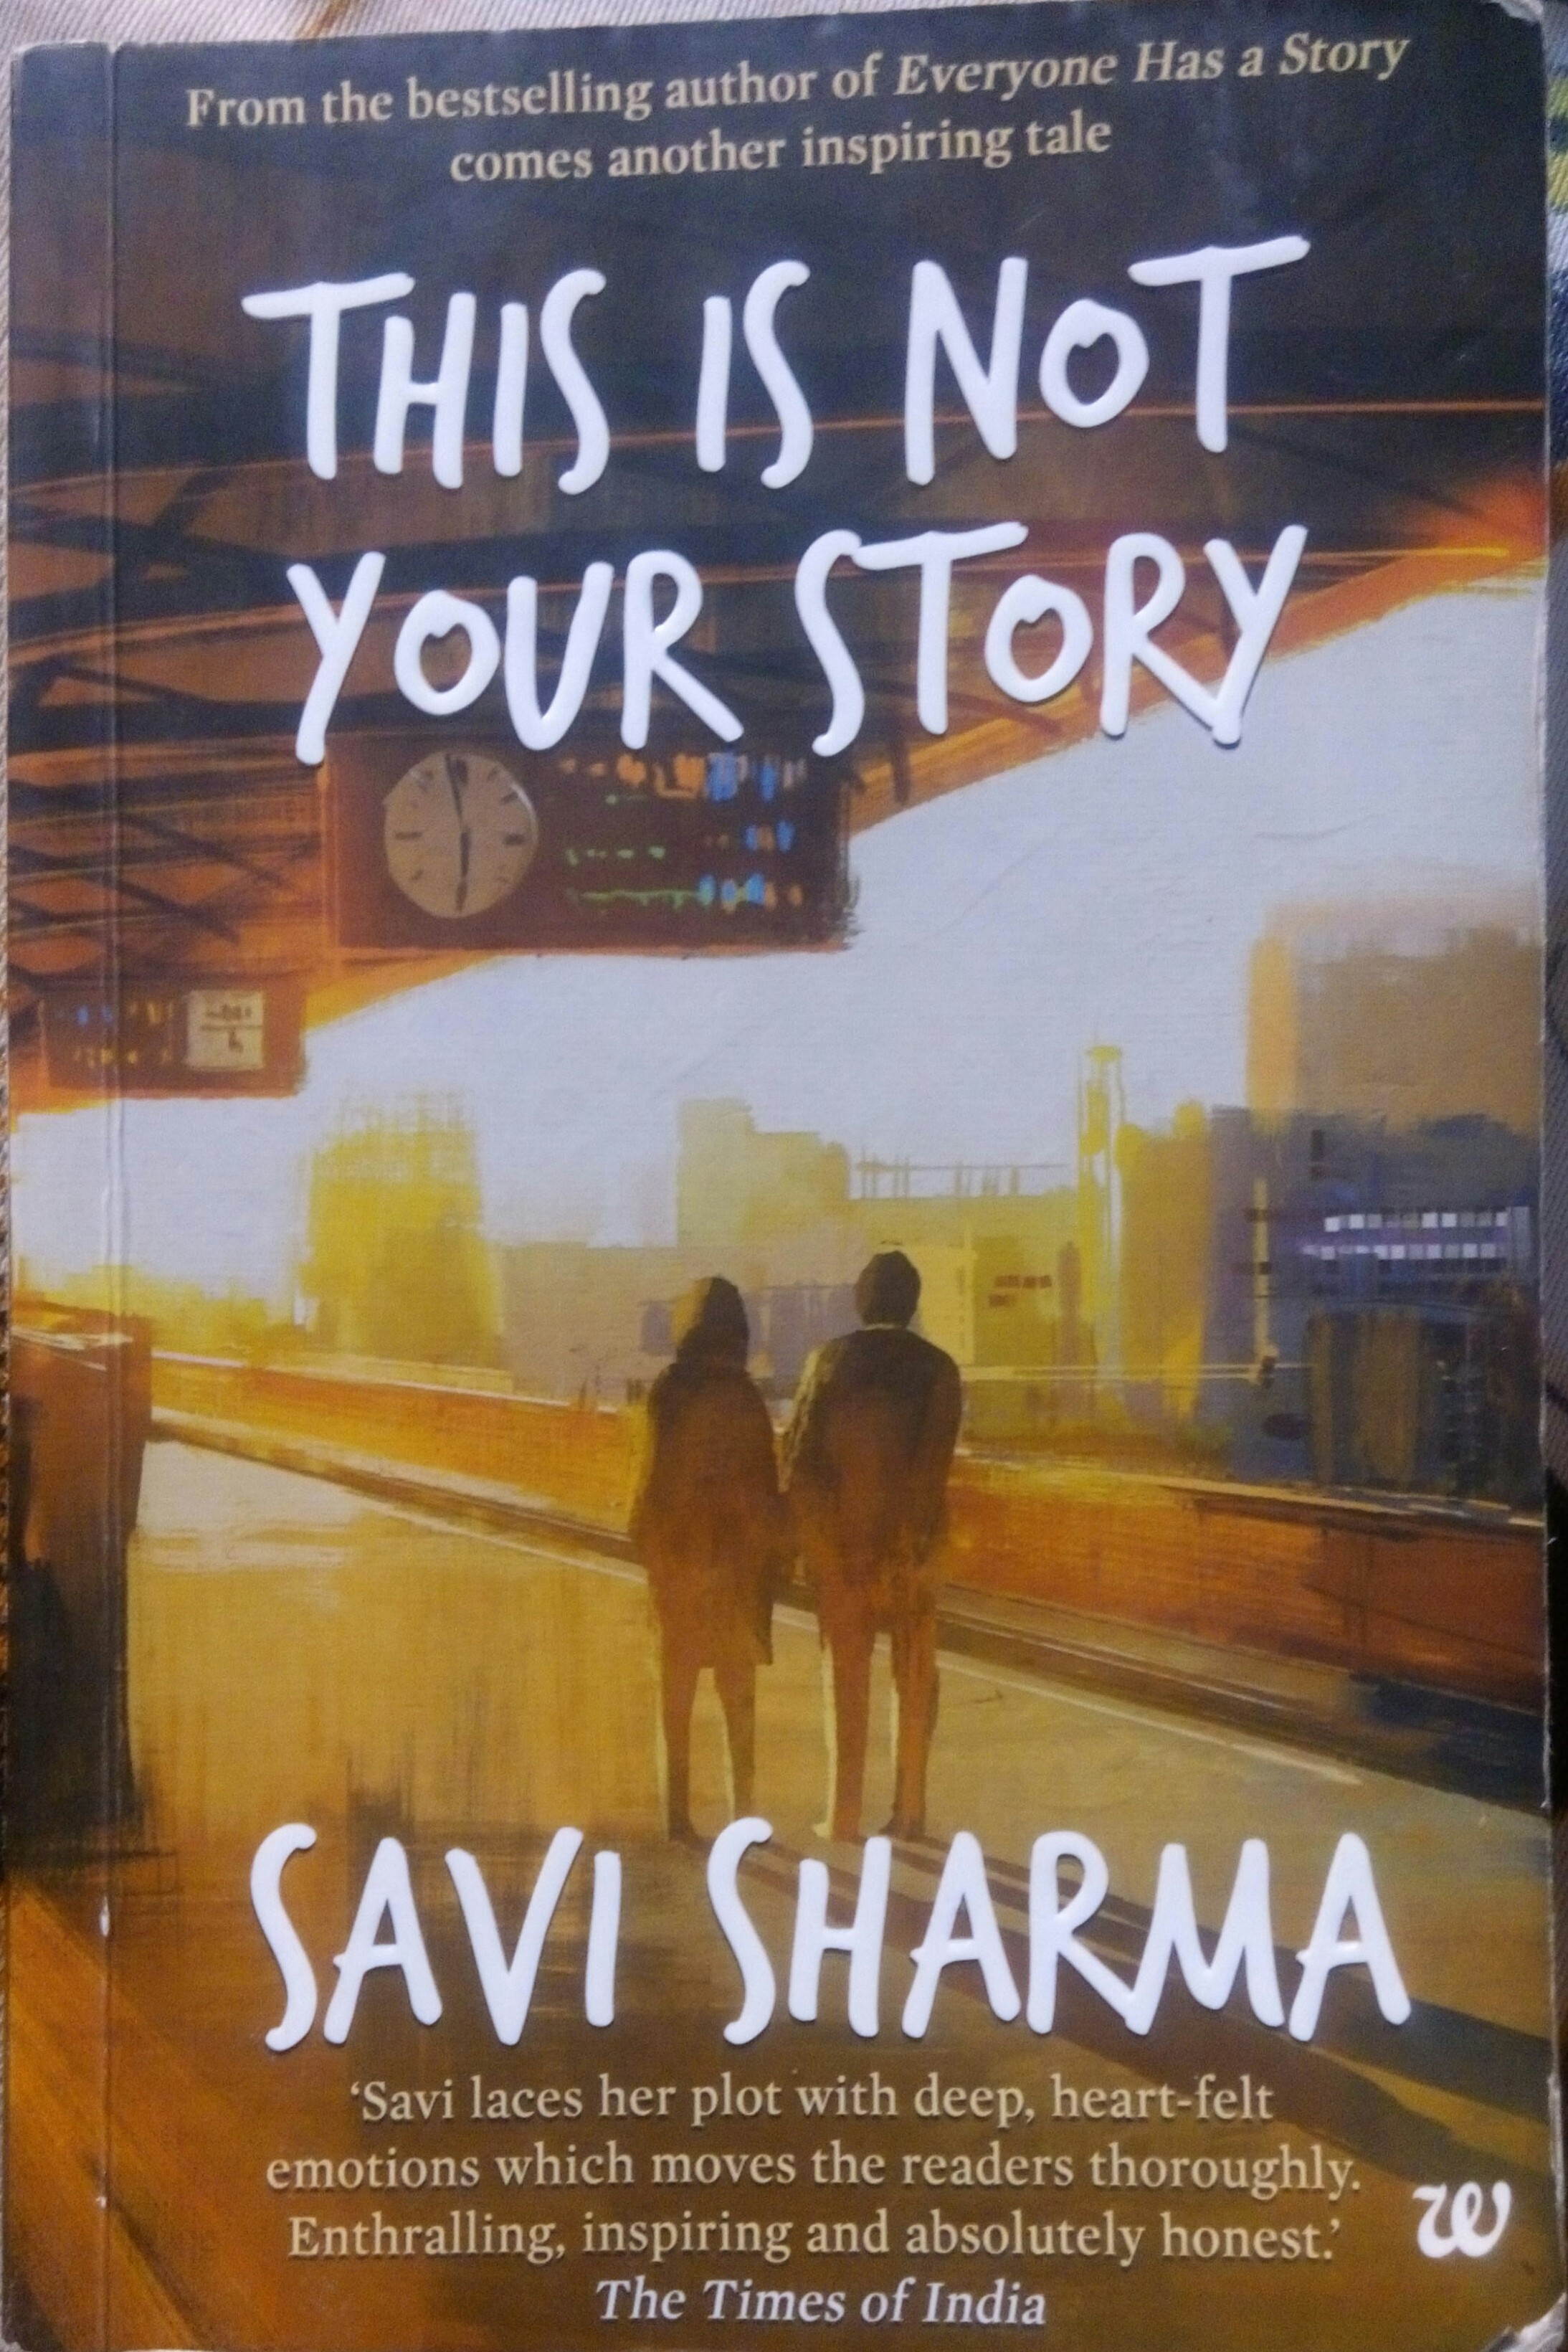 From the bestselling author of Everyone Has a Story
comes another inspiring tale
THIS IS NOT
YOUR STORY
SAVI SHARMA
‘Savi laces her plot with deep, heart-felt
emotions which moves the readers thoroughly.
Enthralling, inspiring and absolutely honest.’
w
The Times of India